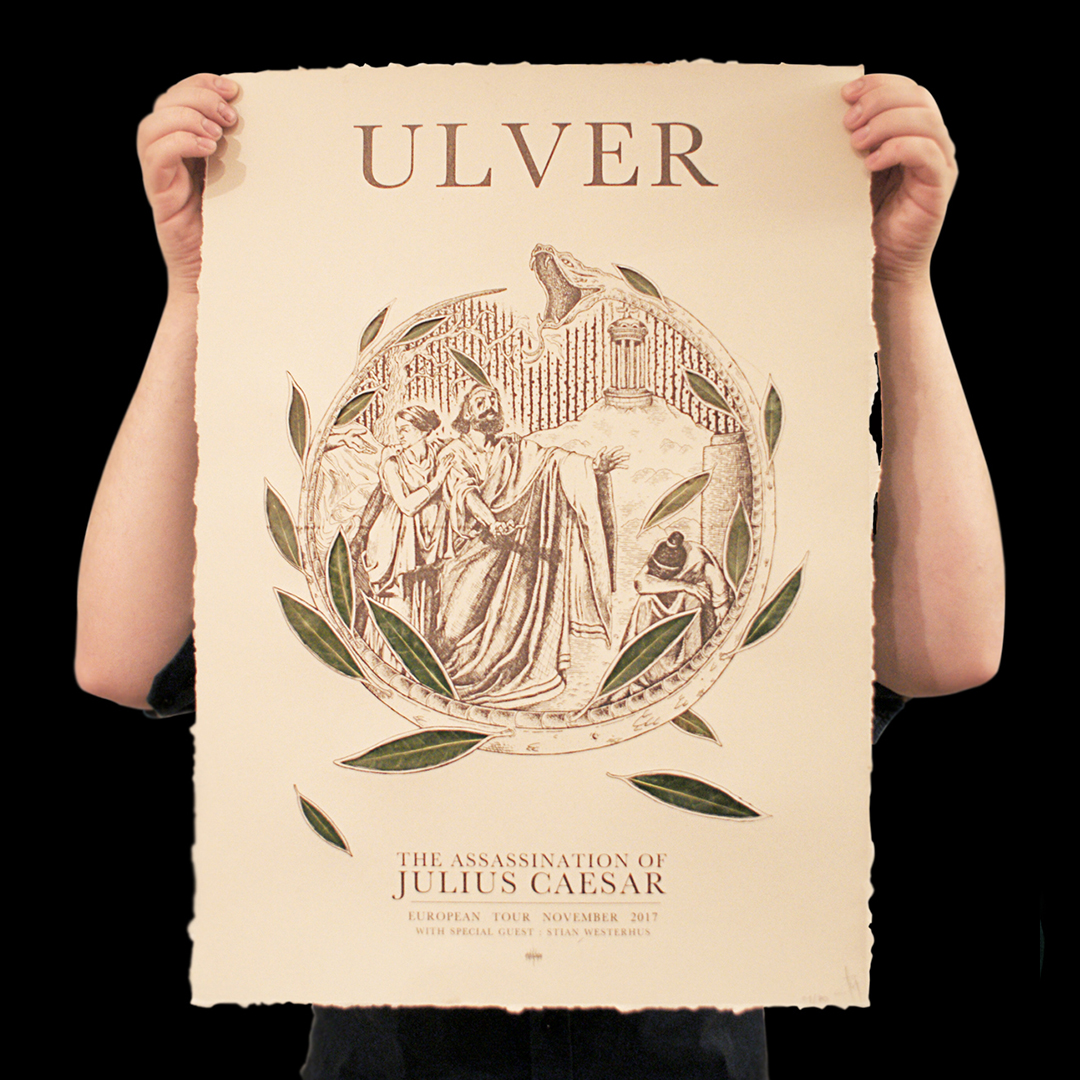 ULVER
THE ASSASSINATION OF
JULIUS CAESAR
EUROPEAN TOUR NOVEMBER 2017
WITH SPECIAL GUEST : STIAN WESTERHUS